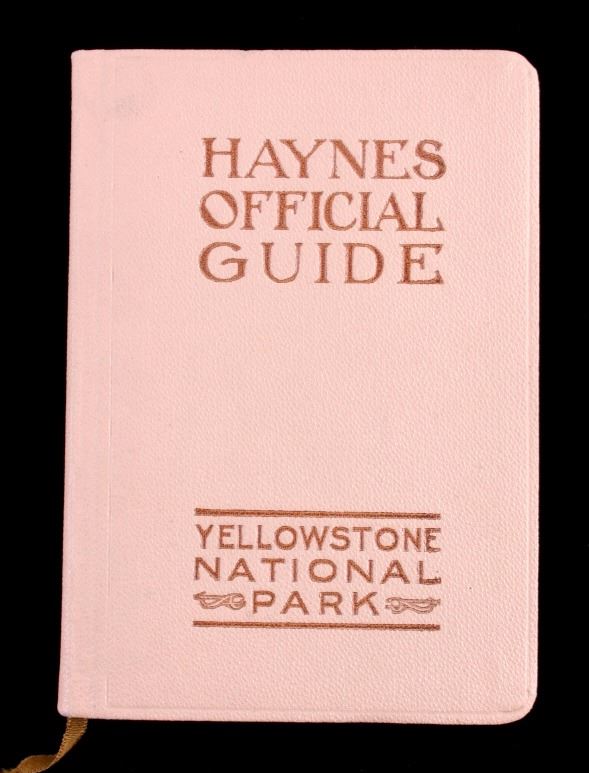 HAYNES
OFFICIAL
GUIDE
YELLOWSTONE
NATIONAL
PARK